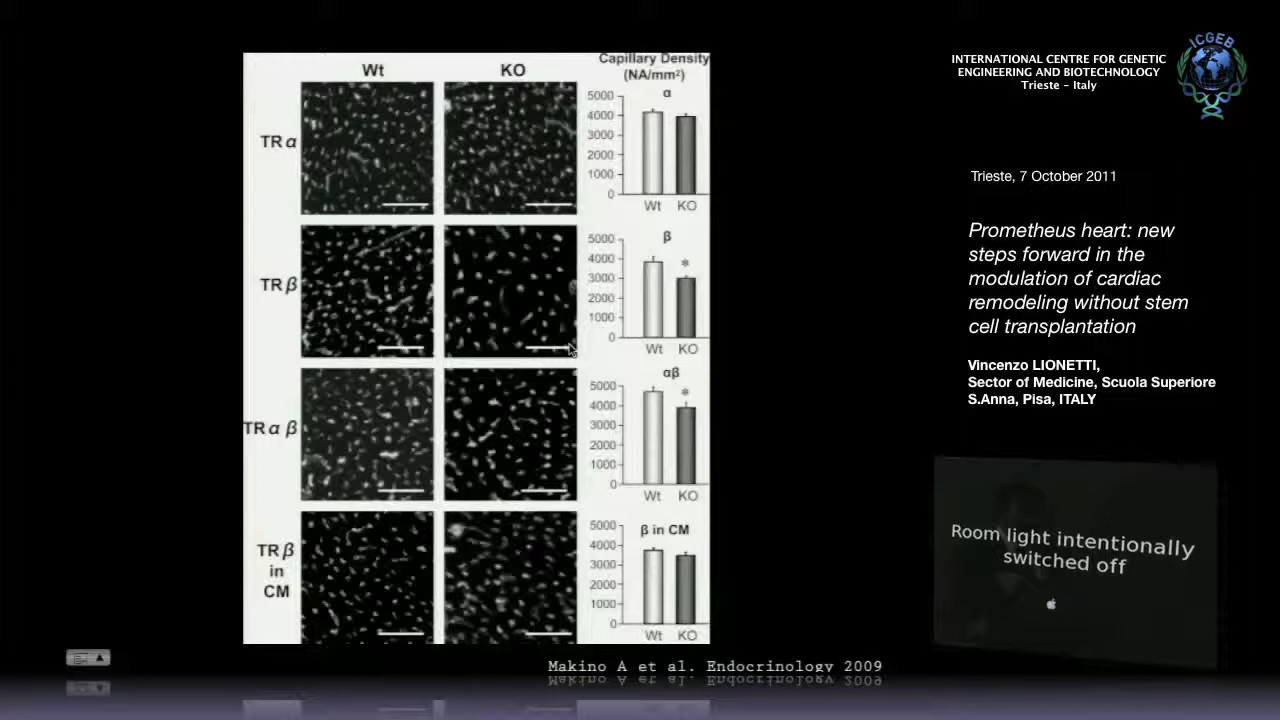 Wt KO Capillary Density
(NA/mm²)
TR α
α
5000
4000
3000
2000
1000
0
Wt KO
TR β
β
5000
4000
3000
2000
1000
0
*
Wt KO
TR α β
αβ
5000
4000
3000
2000
1000
0
*
Wt KO
TR β
in
CM
β in CM
5000
4000
3000
2000
1000
0
Wt KO
Makino A et al. Endocrinology 2009
ICGEB
INTERNATIONAL CENTRE FOR GENETIC
ENGINEERING AND BIOTECHNOLOGY
Trieste - Italy
Trieste, 7 October 2011
Prometheus heart: new
steps forward in the
modulation of cardiac
remodeling without stem
cell transplantation
Vincenzo LIONETTI,
Sector of Medicine, Scuola Superiore
S.Anna, Pisa, ITALY
Room light intentionally
switched off